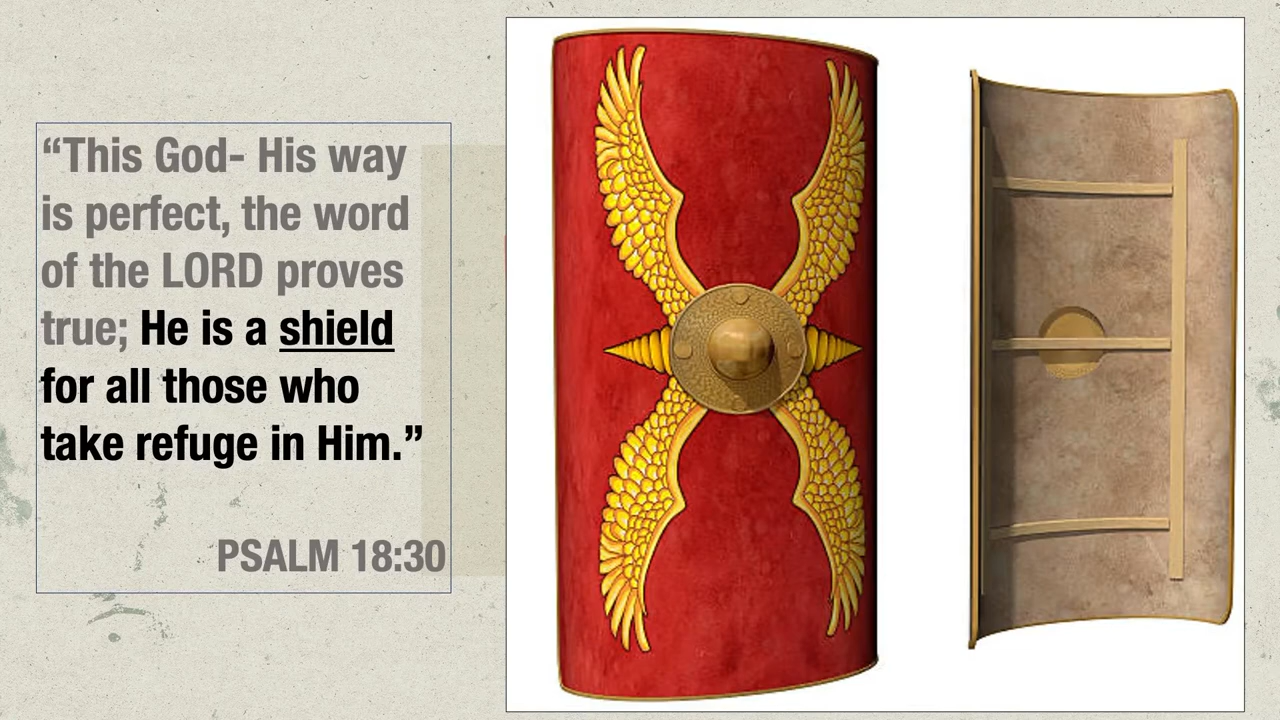 “This God- His way
is perfect, the word
of the LORD proves
true; He is a shield
for all those who
take refuge in Him.”
PSALM 18:30